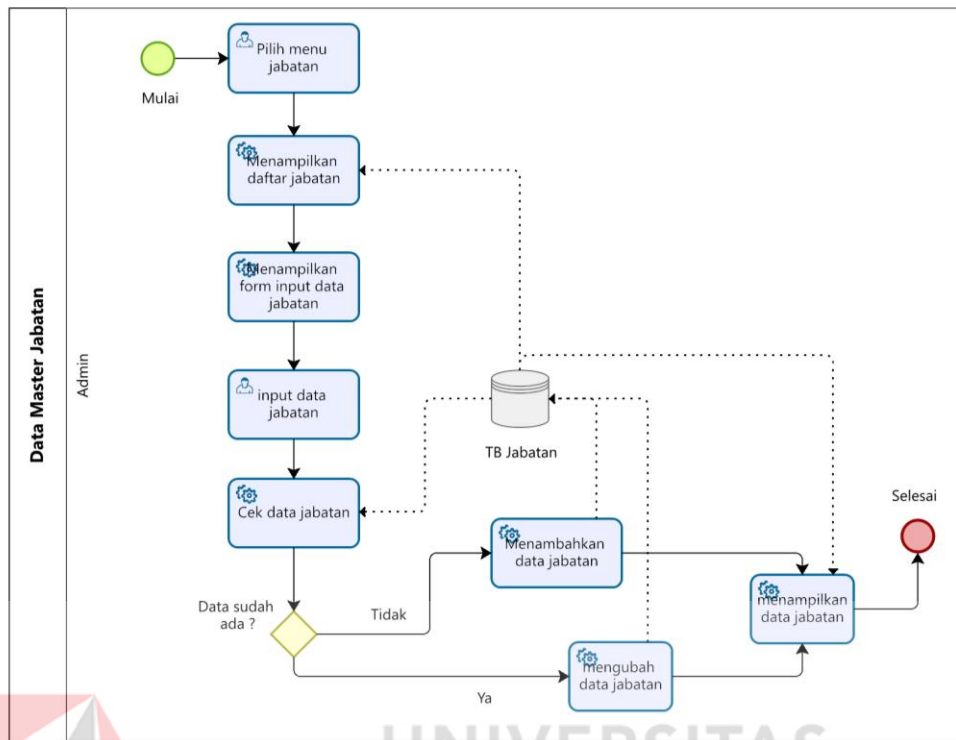 Data Master Jabatan
Admin
Mulai
Pilih menu
jabatan
Menampilkan
daftar jabatan
Menampilkan
form input data
jabatan
input data
jabatan
TB Jabatan
Cek data jabatan
Data sudah
ada ?
Tidak
Ya
Menambahkan
data jabatan
mengubah
data jabatan
menampilkan
data jabatan
Selesai
UNIVERSITAS